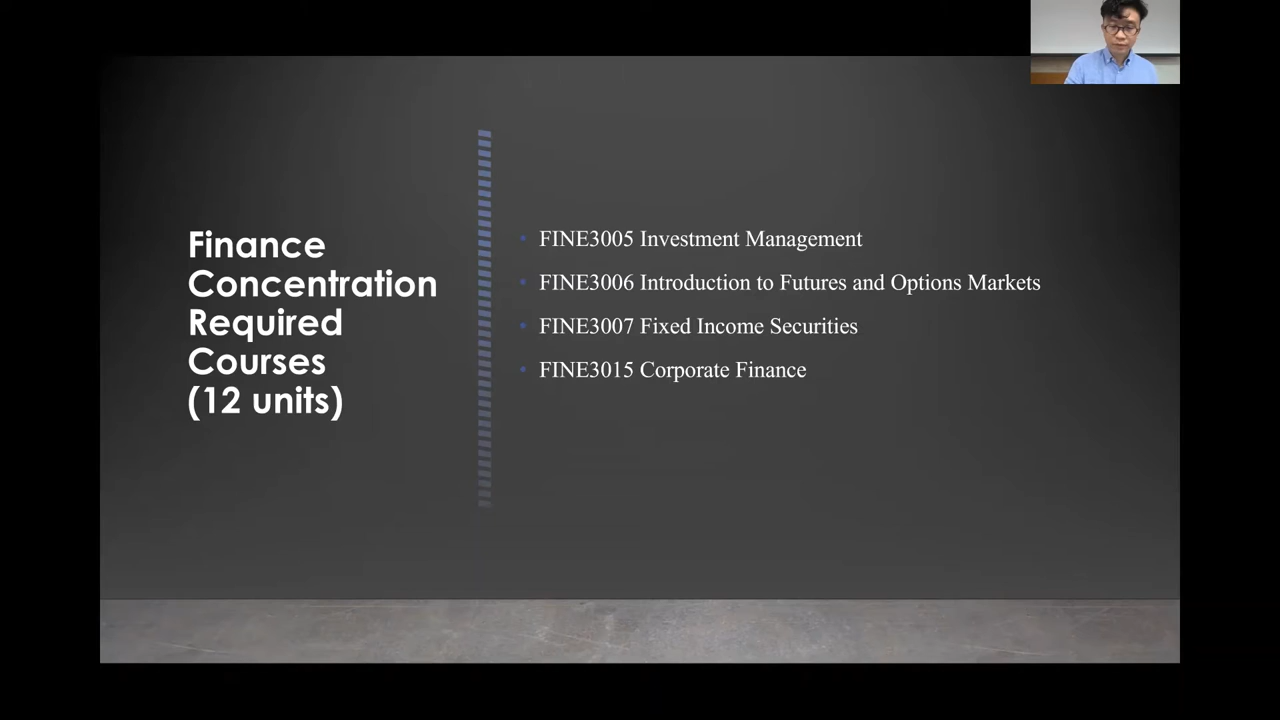 Finance
Concentration
Required
Courses
(12 units)
• FINE3005 Investment Management
• FINE3006 Introduction to Futures and Options Markets
• FINE3007 Fixed Income Securities
• FINE3015 Corporate Finance